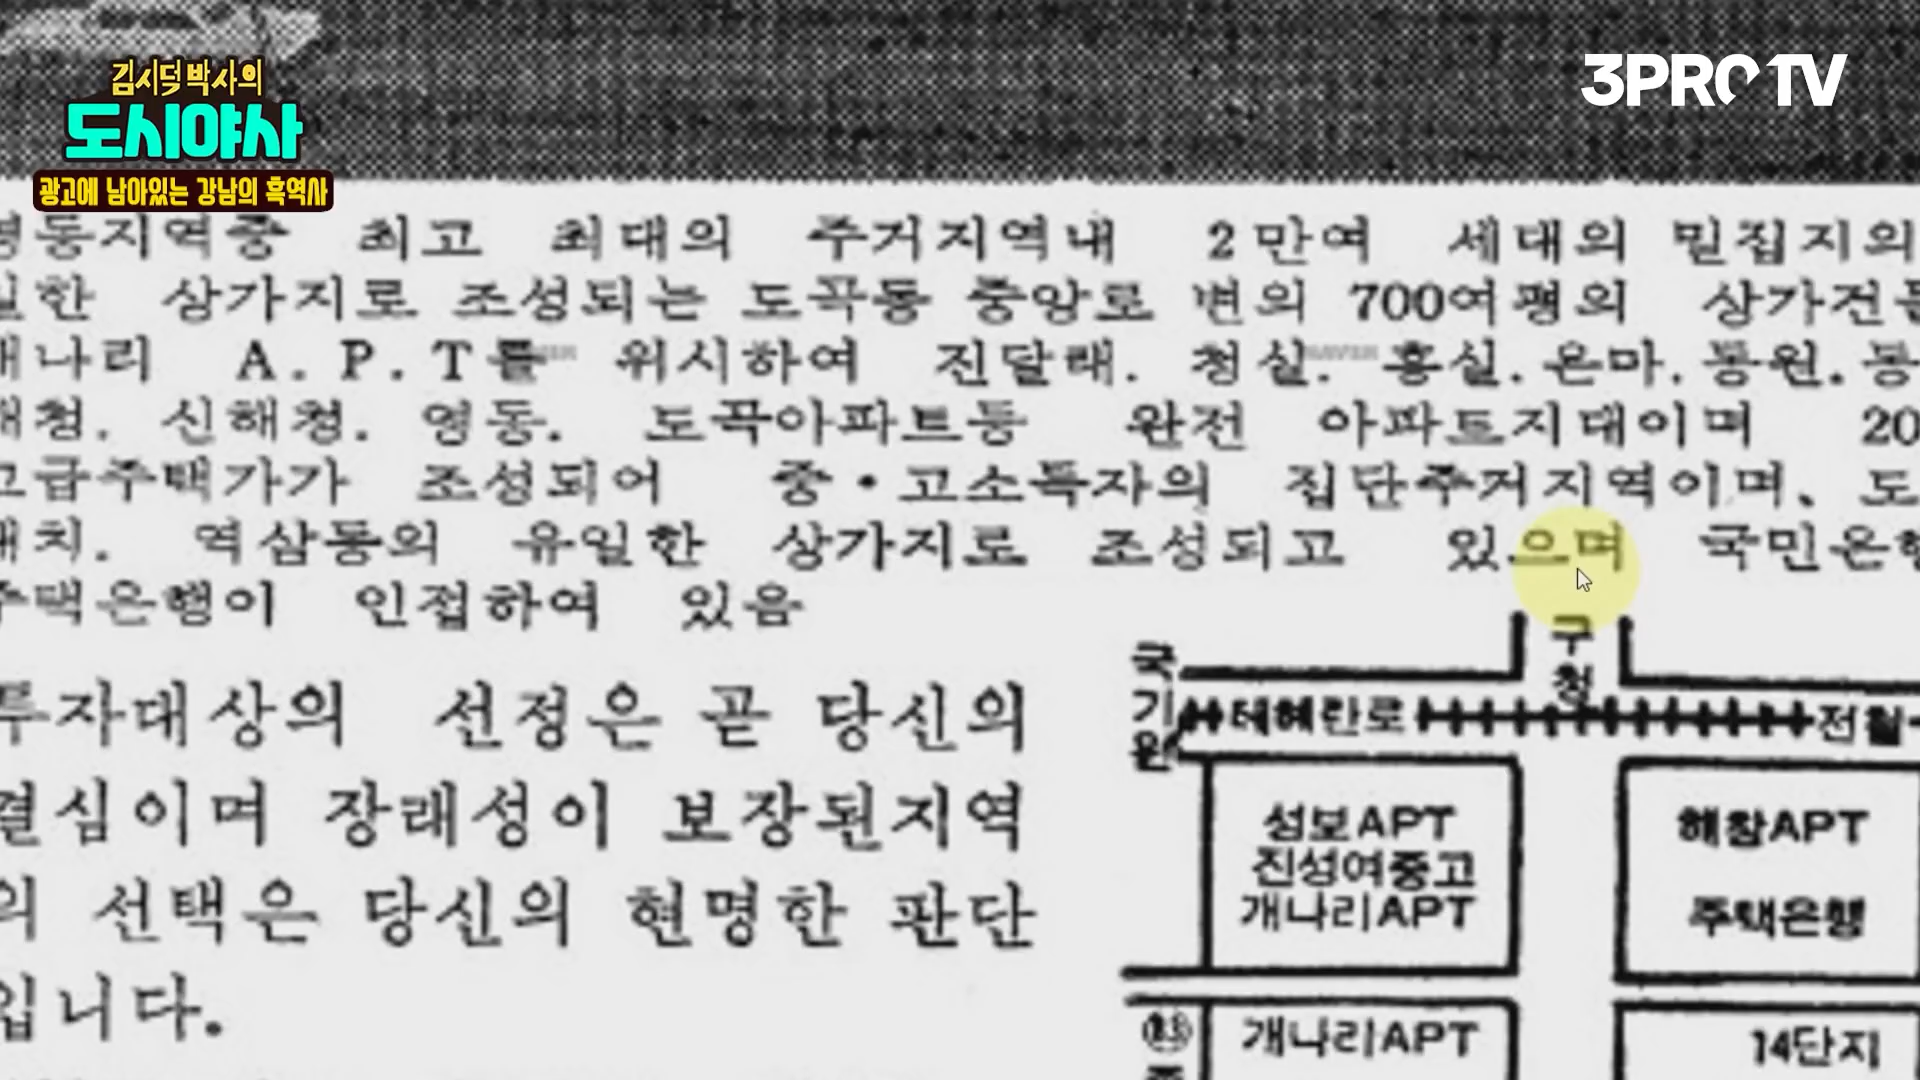 김시덕 박사의
도시야사
광고에 남아있는 강남의 흑역사
3PROTV
영동지역중 최고 최대의 주거지역내 2만여 세대의 밀집지의
일한 상가지로 조성되는 도곡동 중앙로 변의 700여평의 상가건
개나리 A.P.T를 위시하여 진달래. 청실. 홍실. 은마. 동원. 동
해청. 신해청. 영동. 도곡아파트등 완전 아파트지대이며 20
고급주택가가 조성되어 중·고소득자의 집단주거지역이며、 도
대치. 역삼동의 유일한 상가지로 조성되고 있으며 국민은행
주택은행이 인접하여 있음
투자대상의 선정은 곧 당신의
결심이며 장래성이 보장된지역
의 선택은 당신의 현명한 판단
입니다.
구청
국기원
테헤란로
전철
성보APT
진성여중고
개나리APT
해창APT
주택은행
개나리APT
14단지